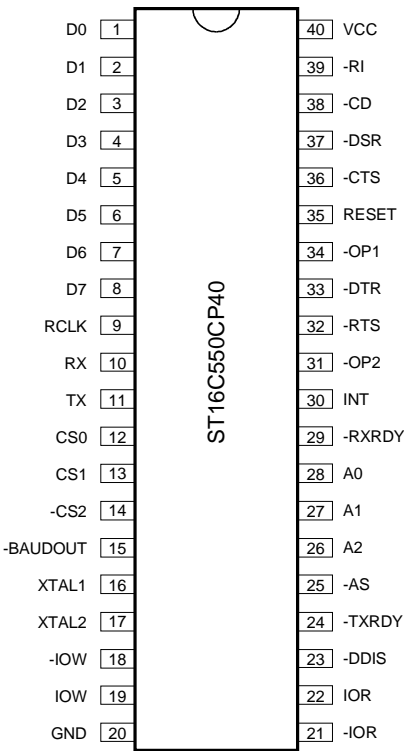 D0 1 40 VCC
D1 2 39 -RI
D2 3 38 -CD
D3 4 37 -DSR
D4 5 36 -CTS
D5 6 35 RESET
D6 7 34 -OP1
D7 8 33 -DTR
RCLK 9 32 -RTS
RX 10 31 -OP2
TX 11 30 INT
CS0 12 29 -RXRDY
CS1 13 28 A0
-CS2 14 27 A1
-BAUDOUT 15 26 A2
XTAL1 16 25 -AS
XTAL2 17 24 -TXRDY
-IOW 18 23 -DDIS
IOW 19 22 IOR
GND 20 21 -IOR
ST16C550CP40